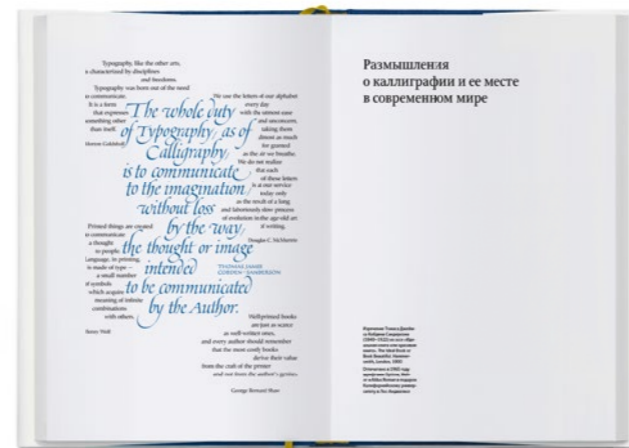 Typography, like the other arts,
is characterized by disciplines
and freedoms.
Typography was born out of the need
to communicate.
It is a form
that expresses
something other
than itself.
We use the letters of our alphabet
every day
with the utmost ease
and unconcern,
taking them
almost as much
for granted
as the air we breathe.
We do not realize
that each
of these letters
is at our service
today only
as the result of a long
and laboriously slow process
of evolution in the age-old art
of writing.
Douglas C. McMurtrie
The whole duty
of Typography, as of
Calligraphy,
is to communicate
to the imagination,
without loss
by the way,
the thought or image
intended
to be communicated
by the Author.
THOMAS JAMES
Printed things are created
to communicate
a thought
to people.
Language, in printing,
is made of type –
a small number
of symbols
which acquire
meaning of infinite
combinations
with others.
Well-printed books
are just as scarce
as well-written ones,
and every author should remember
that the most costly books
derive their value
from the craft of the printer
and not from the author's genius.
George Bernard Shaw
Размышления
о каллиграфии и ее месте
в современном мире